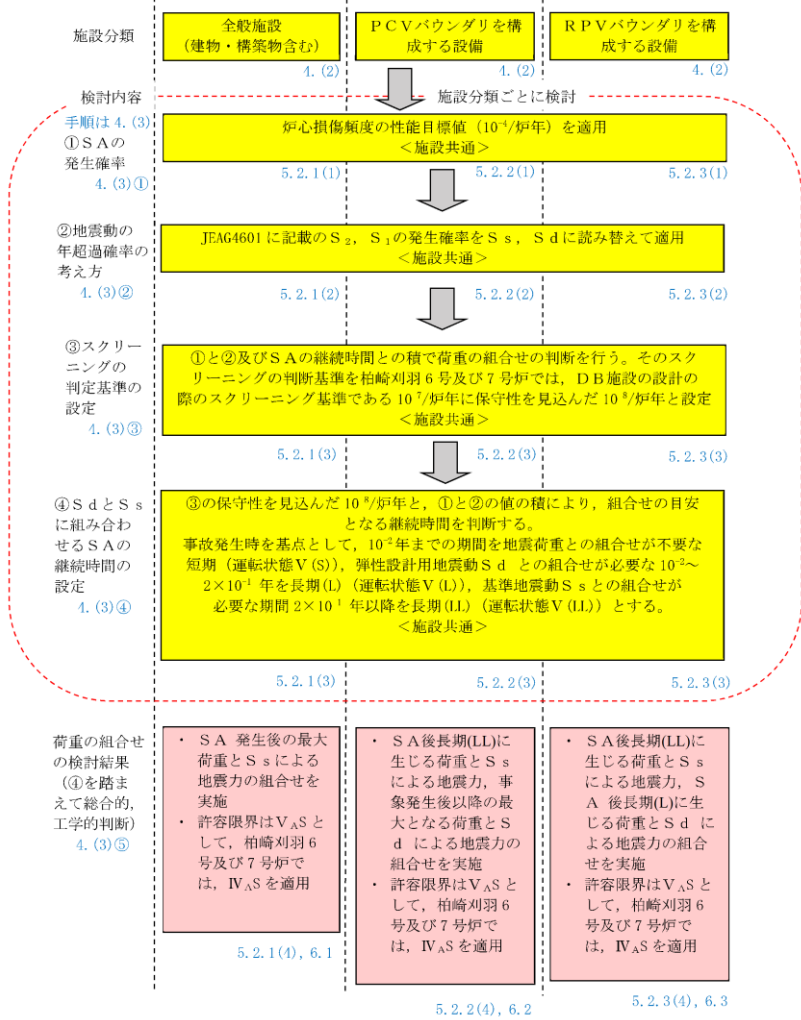 施設分類
全般施設
(建物・構築物含む)
4. (2)
ＰＣＶバウンダリを構
成する設備
4. (2)
ＲＰＶバウンダリを構
成する設備
4. (2)
検討内容
施設分類ごとに検討
手順は 4. (3)
①ＳＡの
発生確率
4. (3)①
炉心損傷頻度の性能目標値（10⁻⁴/炉年）を適用
＜施設共通＞
5.2.1(1)
5.2.2(1)
5.2.3(1)
②地震動の
年超過確率の
考え方
4. (3)②
JEAG4601に記載のＳ₂，Ｓ₁の発生確率をＳｓ，Ｓｄに読み替えて適用
＜施設共通＞
5.2.1(2)
5.2.2(2)
5.2.3(2)
③スクリー
ニングの
判定基準の
設定
4. (3)③
①と②及びＳＡの継続時間との積で荷重の組合せの判断を行う。そのスク
リーニングの判断基準を柏崎刈羽６号及び７号炉では，ＤＢ施設の設計の
際のスクリーニング基準である 10 ⁷/炉年に保守性を見込んだ 10 ⁸/炉年と設定
＜施設共通＞
5.2.1(3)
5.2.2(3)
5.2.3(3)
④ＳｄとＳｓ
に組み合わ
せるＳＡの
継続時間の
設定
4. (3)④
③の保守性を見込んだ 10 ⁸/炉年と，①と②の値の積により，組合せの目安
となる継続時間を判断する。
事故発生時を基点として，10⁻²年までの期間を地震荷重との組合せが不要な
短期（運転状態Ｖ(S)），弾性設計用地震動Ｓｄ との組合せが必要な 10⁻²～
2×10⁻¹ 年を長期(L)（運転状態Ｖ(L)），基準地震動Ｓｓとの組合せが
必要な期間 2×10 ¹ 年以降を長期(LL)（運転状態Ｖ(LL)）とする。
＜施設共通＞
5.2.1(3)
5.2.2(3)
5.2.3(3)
荷重の組合せ
の検討結果
（④を踏ま
えて総合的，
工学的判断）
4. (3)⑤
・ ＳＡ 発生後の最大
荷重とＳｓによる
地震力の組合せを
実施
・ 許容限界はＶ_AＳと
して，柏崎刈羽６
号及び７号炉で
は，Ⅳ_AＳを適用
5.2.1(4), 6.1
・ ＳＡ後長期(LL)に
生じる荷重とＳｓ
による地震力，事
象発生後以降の最
大となる荷重とＳ
ｄ による地震力の
組合せを実施
・ 許容限界はＶ_AＳと
して，柏崎刈羽６
号及び７号炉で
は，Ⅳ_AＳを適用
5.2.2(4), 6.2
・ ＳＡ後長期(LL)に
生じる荷重とＳｓ
による地震力，Ｓ
Ａ 後長期(L)に生
じる荷重とＳｄ に
よる地震力の組合
せを実施
・ 許容限界はＶ_AＳと
して，柏崎刈羽６
号及び７号炉で
は，Ⅳ_AＳを適用
5.2.3(4), 6.3